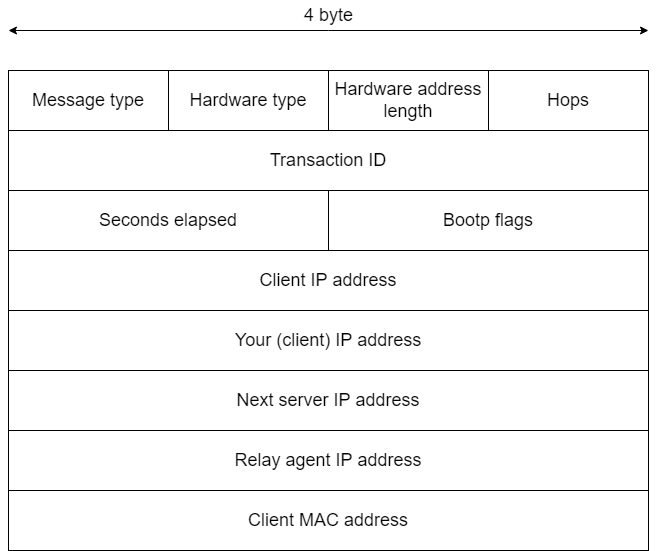 4 byte
Message type
Hardware type
Hardware address
length
Hops
Transaction ID
Seconds elapsed
Bootp flags
Client IP address
Your (client) IP address
Next server IP address
Relay agent IP address
Client MAC address